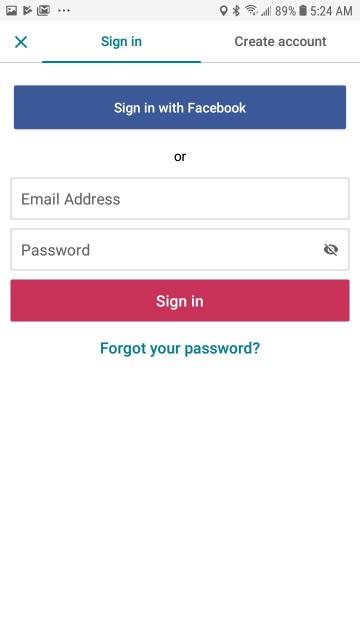 89% 5:24 AM
Sign in Create account
Sign in with Facebook
or
Email Address
Password
Sign in
Forgot your password?